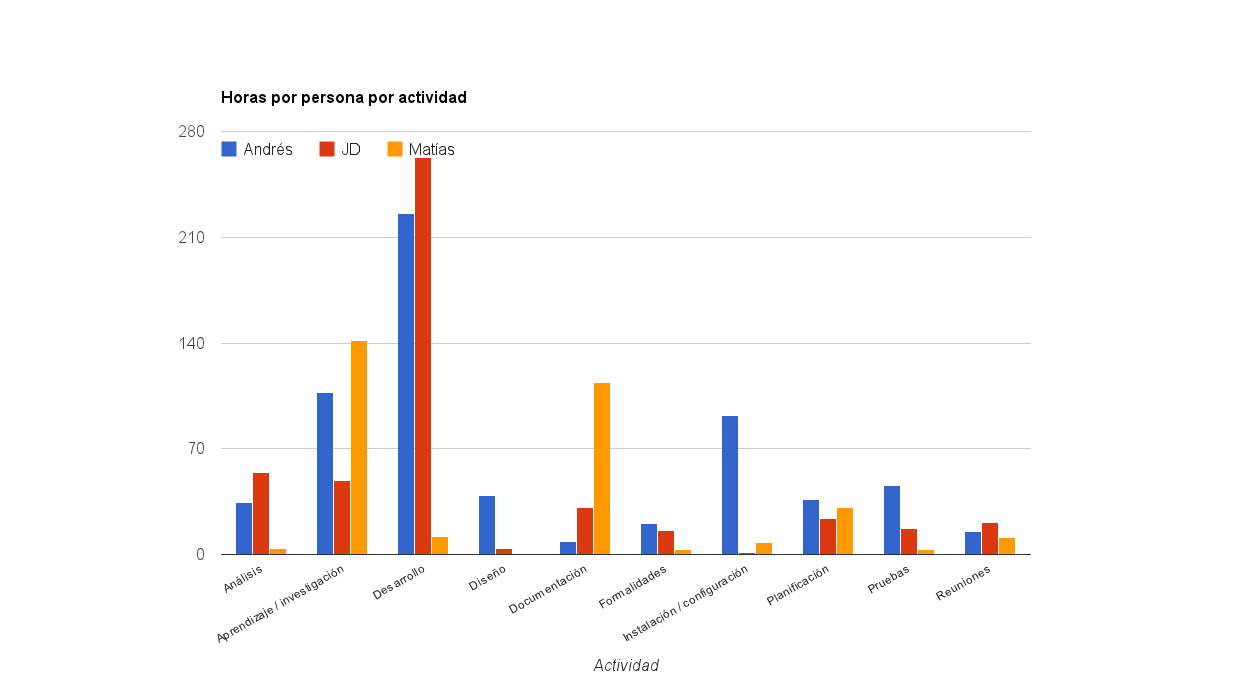 Horas por persona por actividad
280
Andrés JD Matías
210
140
70
0
Análisis
Aprendizaje / investigación
Desarrollo
Diseño
Documentación
Formalidades
Instalación / configuración
Planificación
Pruebas
Reuniones
Actividad